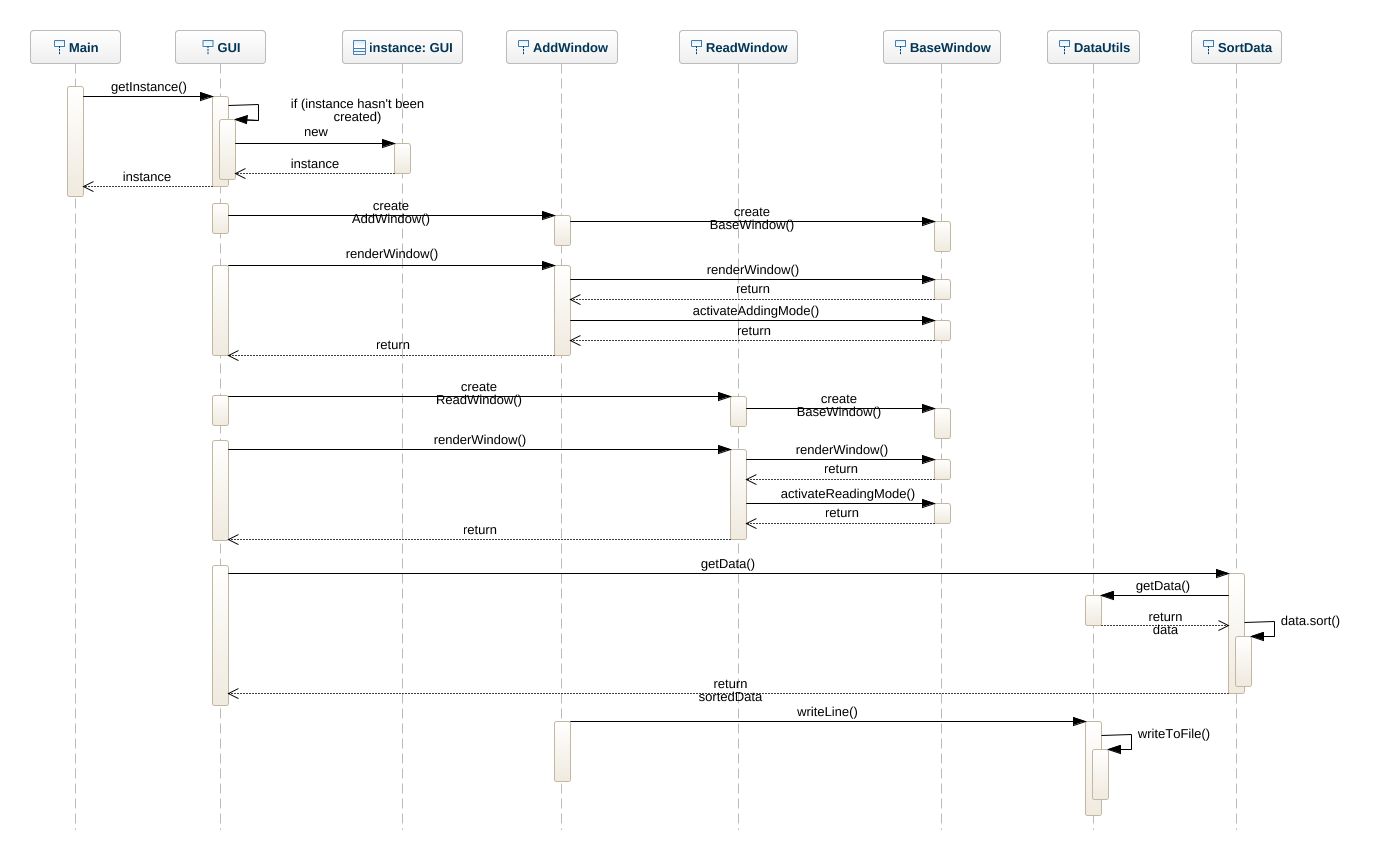 Main
GUI
instance: GUI
AddWindow
ReadWindow
BaseWindow
DataUtils
SortData
getInstance()
if (instance hasn't been
created)
new
instance
instance
create
AddWindow()
create
BaseWindow()
renderWindow()
renderWindow()
return
activateAddingMode()
return
return
create
ReadWindow()
create
BaseWindow()
renderWindow()
renderWindow()
return
activateReadingMode()
return
return
getData()
getData()
return
data
data.sort()
return
sortedData
writeLine()
writeToFile()